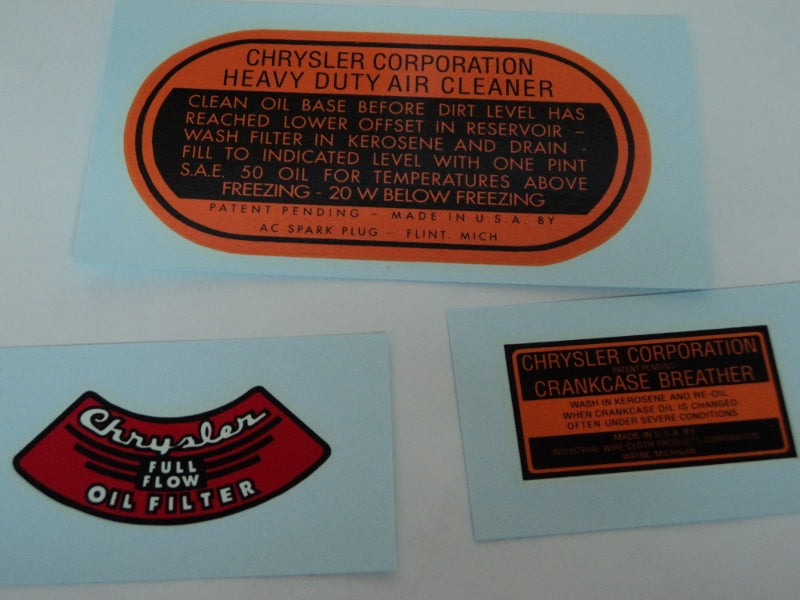 CHRYSLER CORPORATION
HEAVY DUTY AIR CLEANER
CLEAN OIL BASE BEFORE DIRT LEVEL HAS
REACHED LOWER OFFSET IN RESERVOIR –
WASH FILTER IN KEROSENE AND DRAIN -
FILL TO INDICATED LEVEL WITH ONE PINT
S.A.E. 50 OIL FOR TEMPERATURES ABOVE
FREEZING - 20 W BELOW FREEZING
PATENT PENDING – MADE IN U.S.A. BY
AC SPARK PLUG – FLINT. MICH
Chrysler
FULL
FLOW
OIL FILTER
CHRYSLER CORPORATION
PATENT PENDING
CRANKCASE BREATHER
WASH IN KEROSENE AND RE-OIL
WHEN CRANKCASE OIL IS CHANGED
OFTEN UNDER SEVERE CONDITIONS
MADE IN U.S.A. BY
INDUSTRIAL WIRE CLOTH PRODUCTS CORPORATION
WAYNE, MICHIGAN